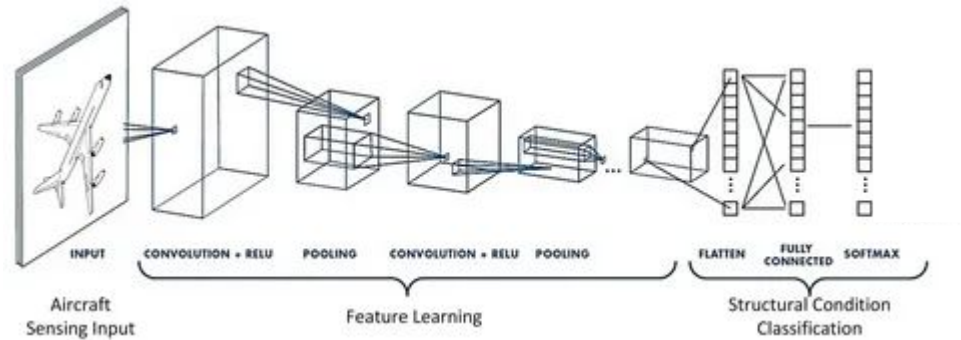 INPUT
CONVOLUTION + RELU
POOLING
CONVOLUTION + RELU
POOLING
...
FLATTEN
FULLY
CONNECTED
SOFTMAX
Aircraft
Sensing Input
Feature Learning
Structural Condition
Classification